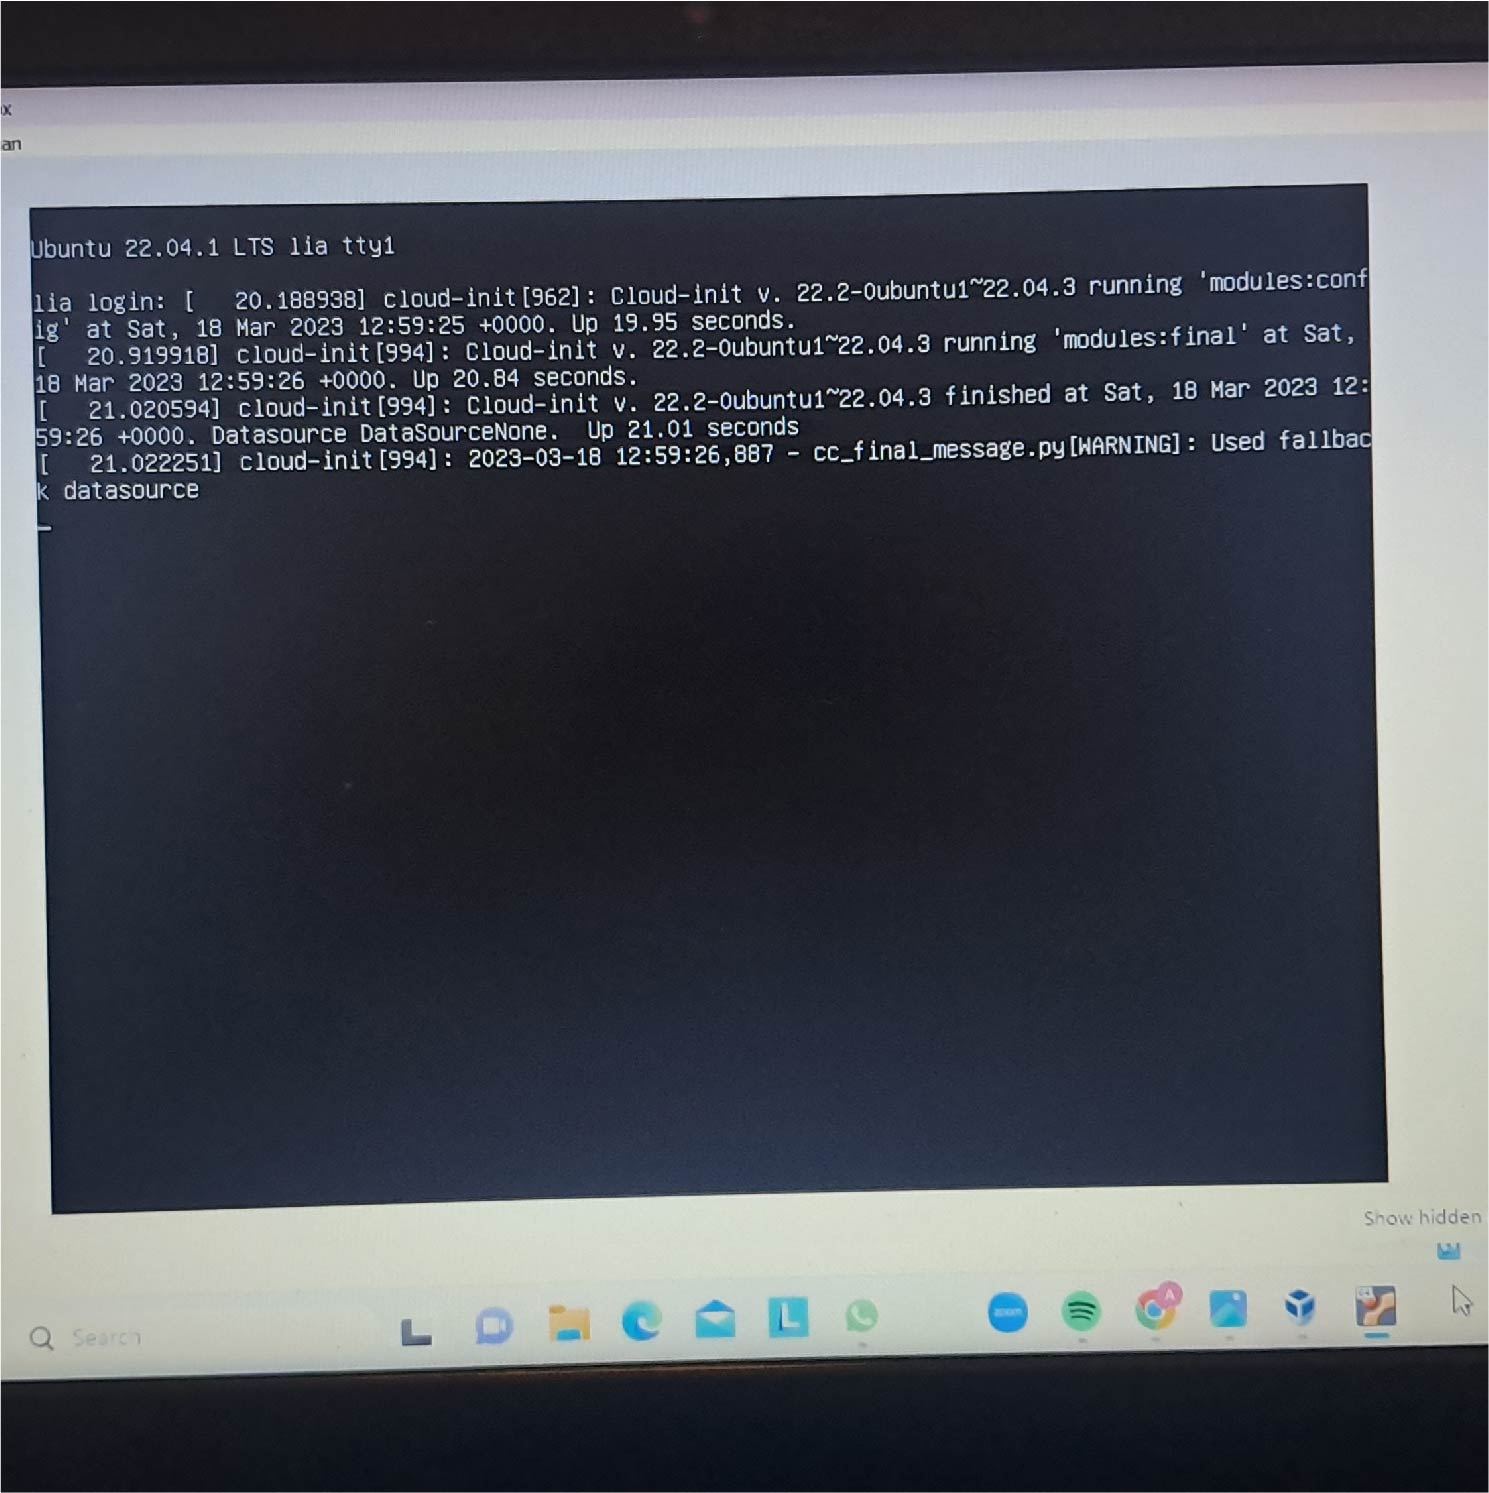 ox
an
Ubuntu 22.04.1 LTS lia tty1
lia login: [   20.188938] cloud-init[962]: Cloud-init v. 22.2-0ubuntu1~22.04.3 running 'modules:conf
ig' at Sat, 18 Mar 2023 12:59:25 +0000. Up 19.95 seconds.
[   20.919918] cloud-init[994]: Cloud-init v. 22.2-0ubuntu1~22.04.3 running 'modules:final' at Sat,
18 Mar 2023 12:59:26 +0000. Up 20.84 seconds.
[   21.020594] cloud-init[994]: Cloud-init v. 22.2-0ubuntu1~22.04.3 finished at Sat, 18 Mar 2023 12:
59:26 +0000. Datasource DataSourceNone.  Up 21.01 seconds
[   21.022251] cloud-init[994]: 2023-03-18 12:59:26,887 - cc_final_message.py[WARNING]: Used fallbac
k datasource
_
Show hidden
Search
L
zoom
A
64